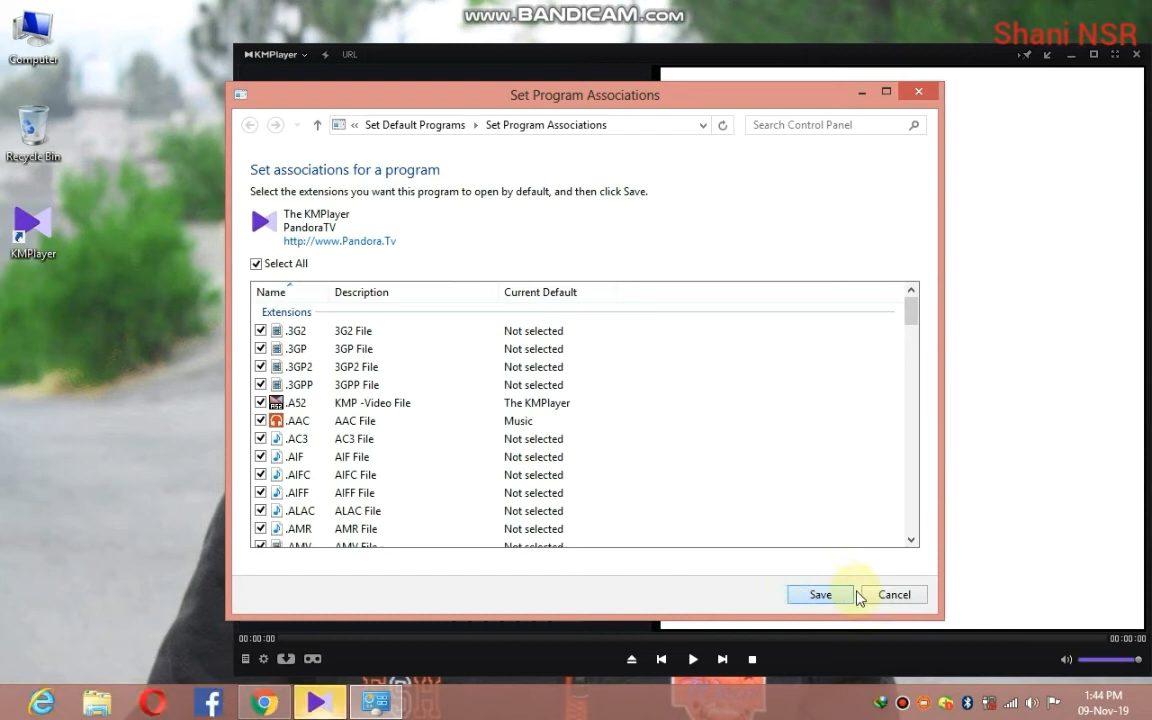 www.BANDICAM.com
Shani NSR
Computer
Recycle Bin
KMPlayer
KMPlayer
URL
Set Program Associations
« Set Default Programs › Set Program Associations
Search Control Panel
Set associations for a program
Select the extensions you want this program to open by default, and then click Save.
The KMPlayer
PandoraTV
http://www.Pandora.Tv
Select All
Name Description Current Default
Extensions
.3G2 3G2 File Not selected
.3GP 3GP File Not selected
.3GP2 3GP2 File Not selected
.3GPP 3GPP File Not selected
.A52 KMP -Video File The KMPlayer
.AAC AAC File Music
.AC3 AC3 File Not selected
.AIF AIF File Not selected
.AIFC AIFC File Not selected
.AIFF AIFF File Not selected
.ALAC ALAC File Not selected
.AMR AMR File Not selected
.AMV AMV File Not selected
Save Cancel
00:00:00 00:00:00
1:44 PM
09-Nov-19